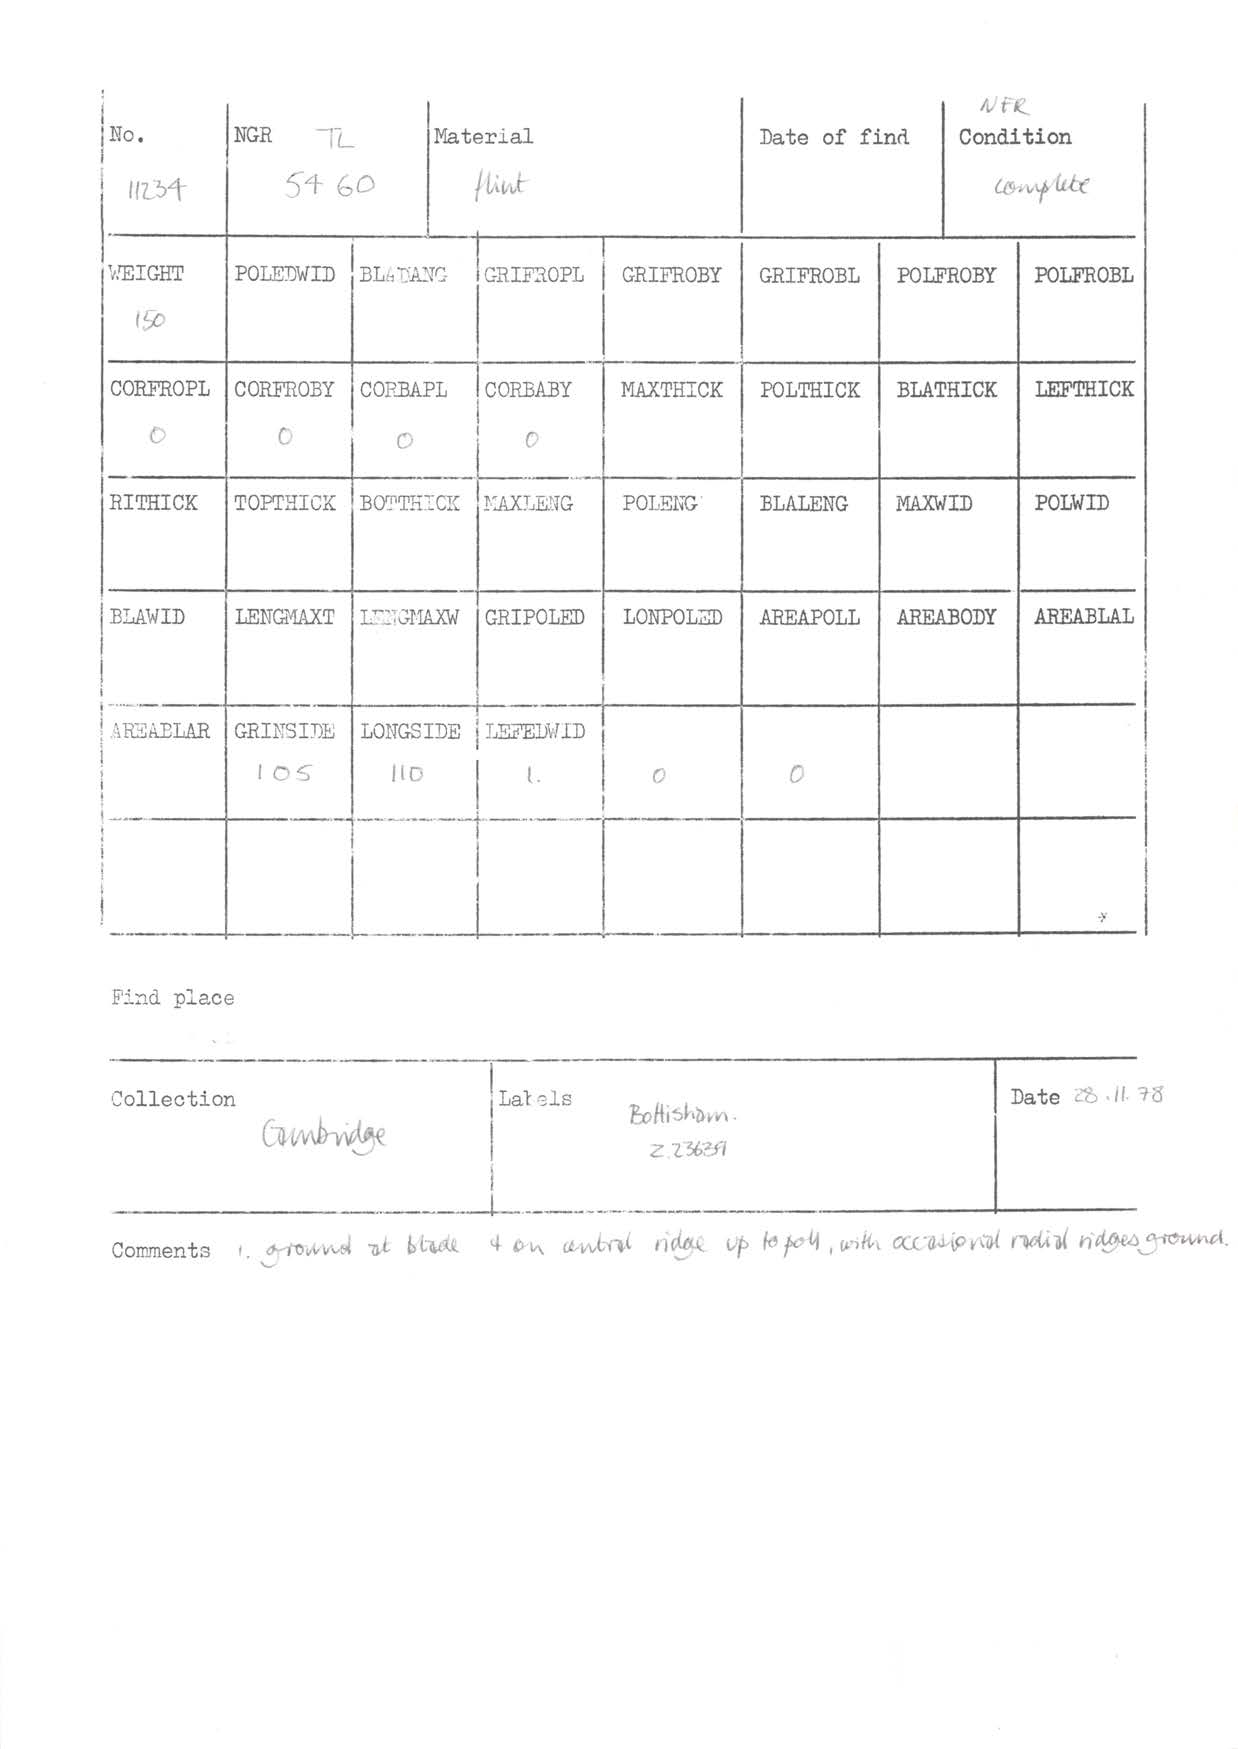 NFR
No. NGR TL Material Date of find Condition
11234 54 60 flint complete
WEIGHT POLEDWID BLADANG GRIFROPL GRIFROBY GRIFROBL POLFROBY POLFROBL
150
CORFROPL CORFROBY CORBAPL CORBABY MAXTHICK POLTHICK BLATHICK LEFTHICK
0 0 0 0
RITHICK TOPTHICK BOTTHICK MAXLENG POLENG BLALENG MAXWID POLWID
BLAWID LENGMAXT LENGMAXW GRIPOLED LONPOLED AREAPOLL AREABODY AREABLAL
AREABLAR GRINSIDE LONGSIDE LEFEDWID
105 110 1. 0 0
Find place
Collection Labels Date 28.11.78
Bottisham.
Cambridge
Comments 1. ground at blade & on central ridge up to poll, with occasional radial ridges ground.